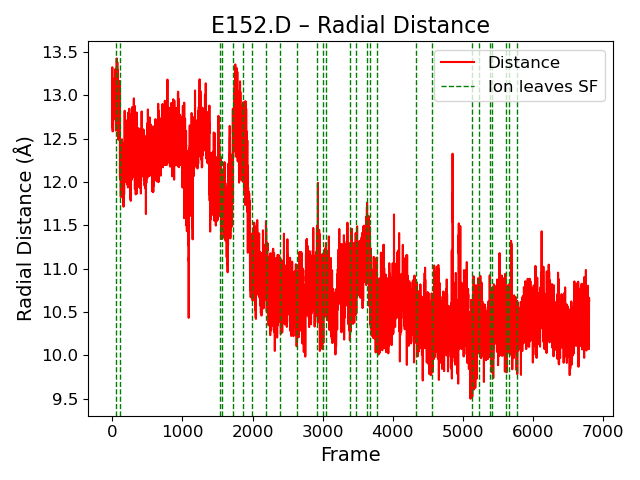 E152.D – Radial Distance
Distance
Ion leaves SF
Radial Distance (Å)
13.5
13.0
12.5
12.0
11.5
11.0
10.5
10.0
9.5
0 1000 2000 3000 4000 5000 6000 7000
Frame